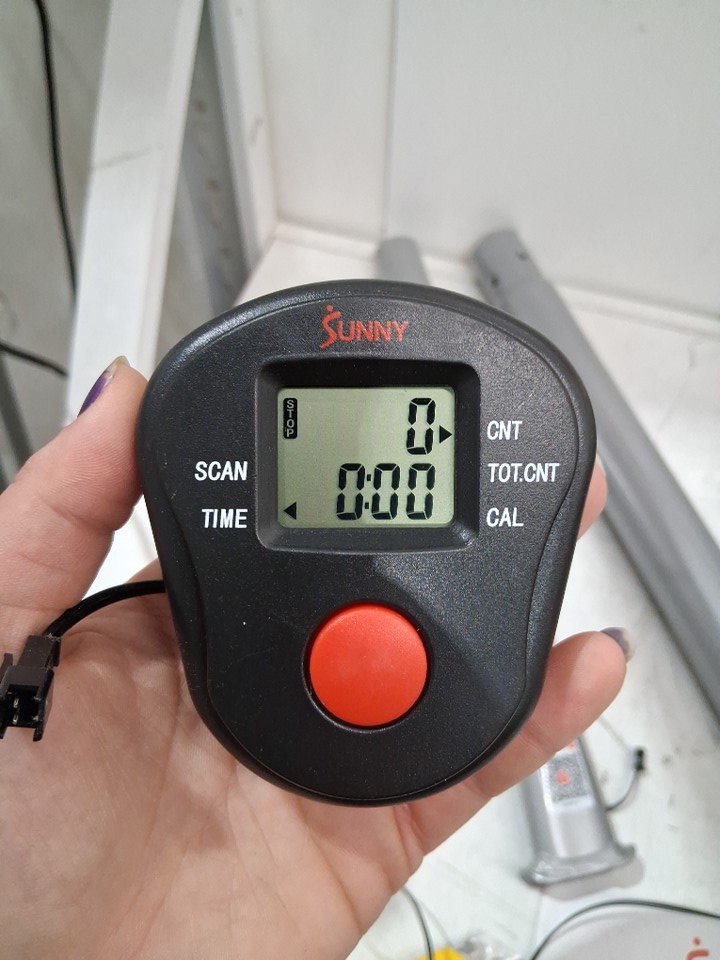 SUNNY
STOP
0
CNT
SCAN
0:00
TOT.CNT
TIME
CAL